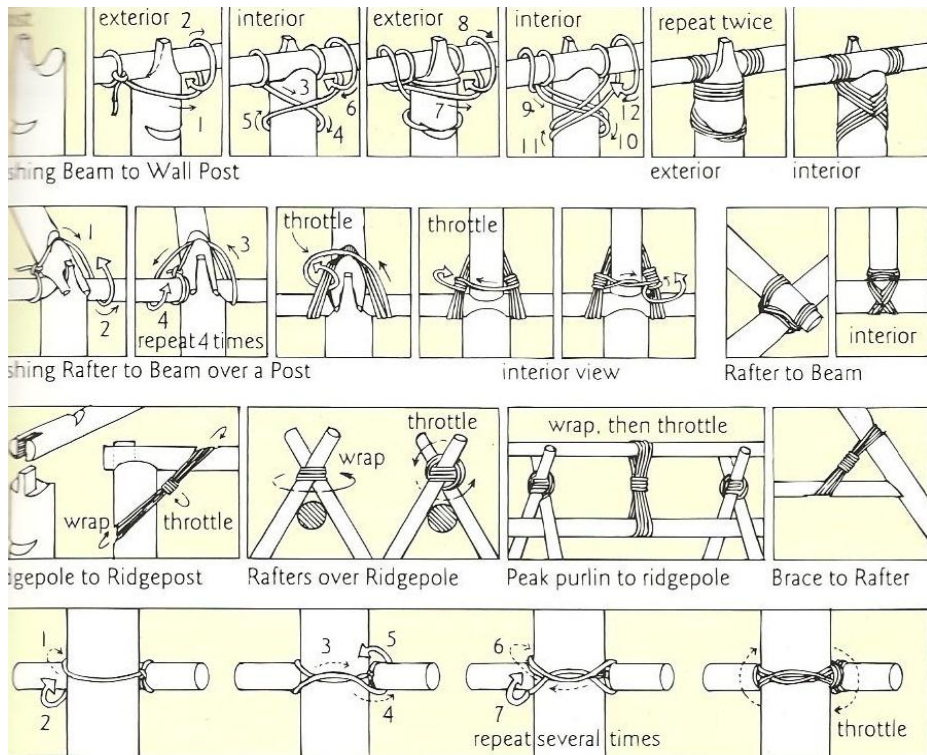 exterior 2 interior exterior 8 interior repeat twice
1 3 4 5 6 7 9 10 11 12
exterior interior
shing Beam to Wall Post
1 3 throttle throttle
2 4
repeat 4 times
interior
shing Rafter to Beam over a Post interior view Rafter to Beam
throttle wrap, then throttle
wrap
wrap throttle
dgepole to Ridgepost Rafters over Ridgepole Peak purlin to ridgepole Brace to Rafter
1 3 5 6
2 4 7
repeat several times throttle